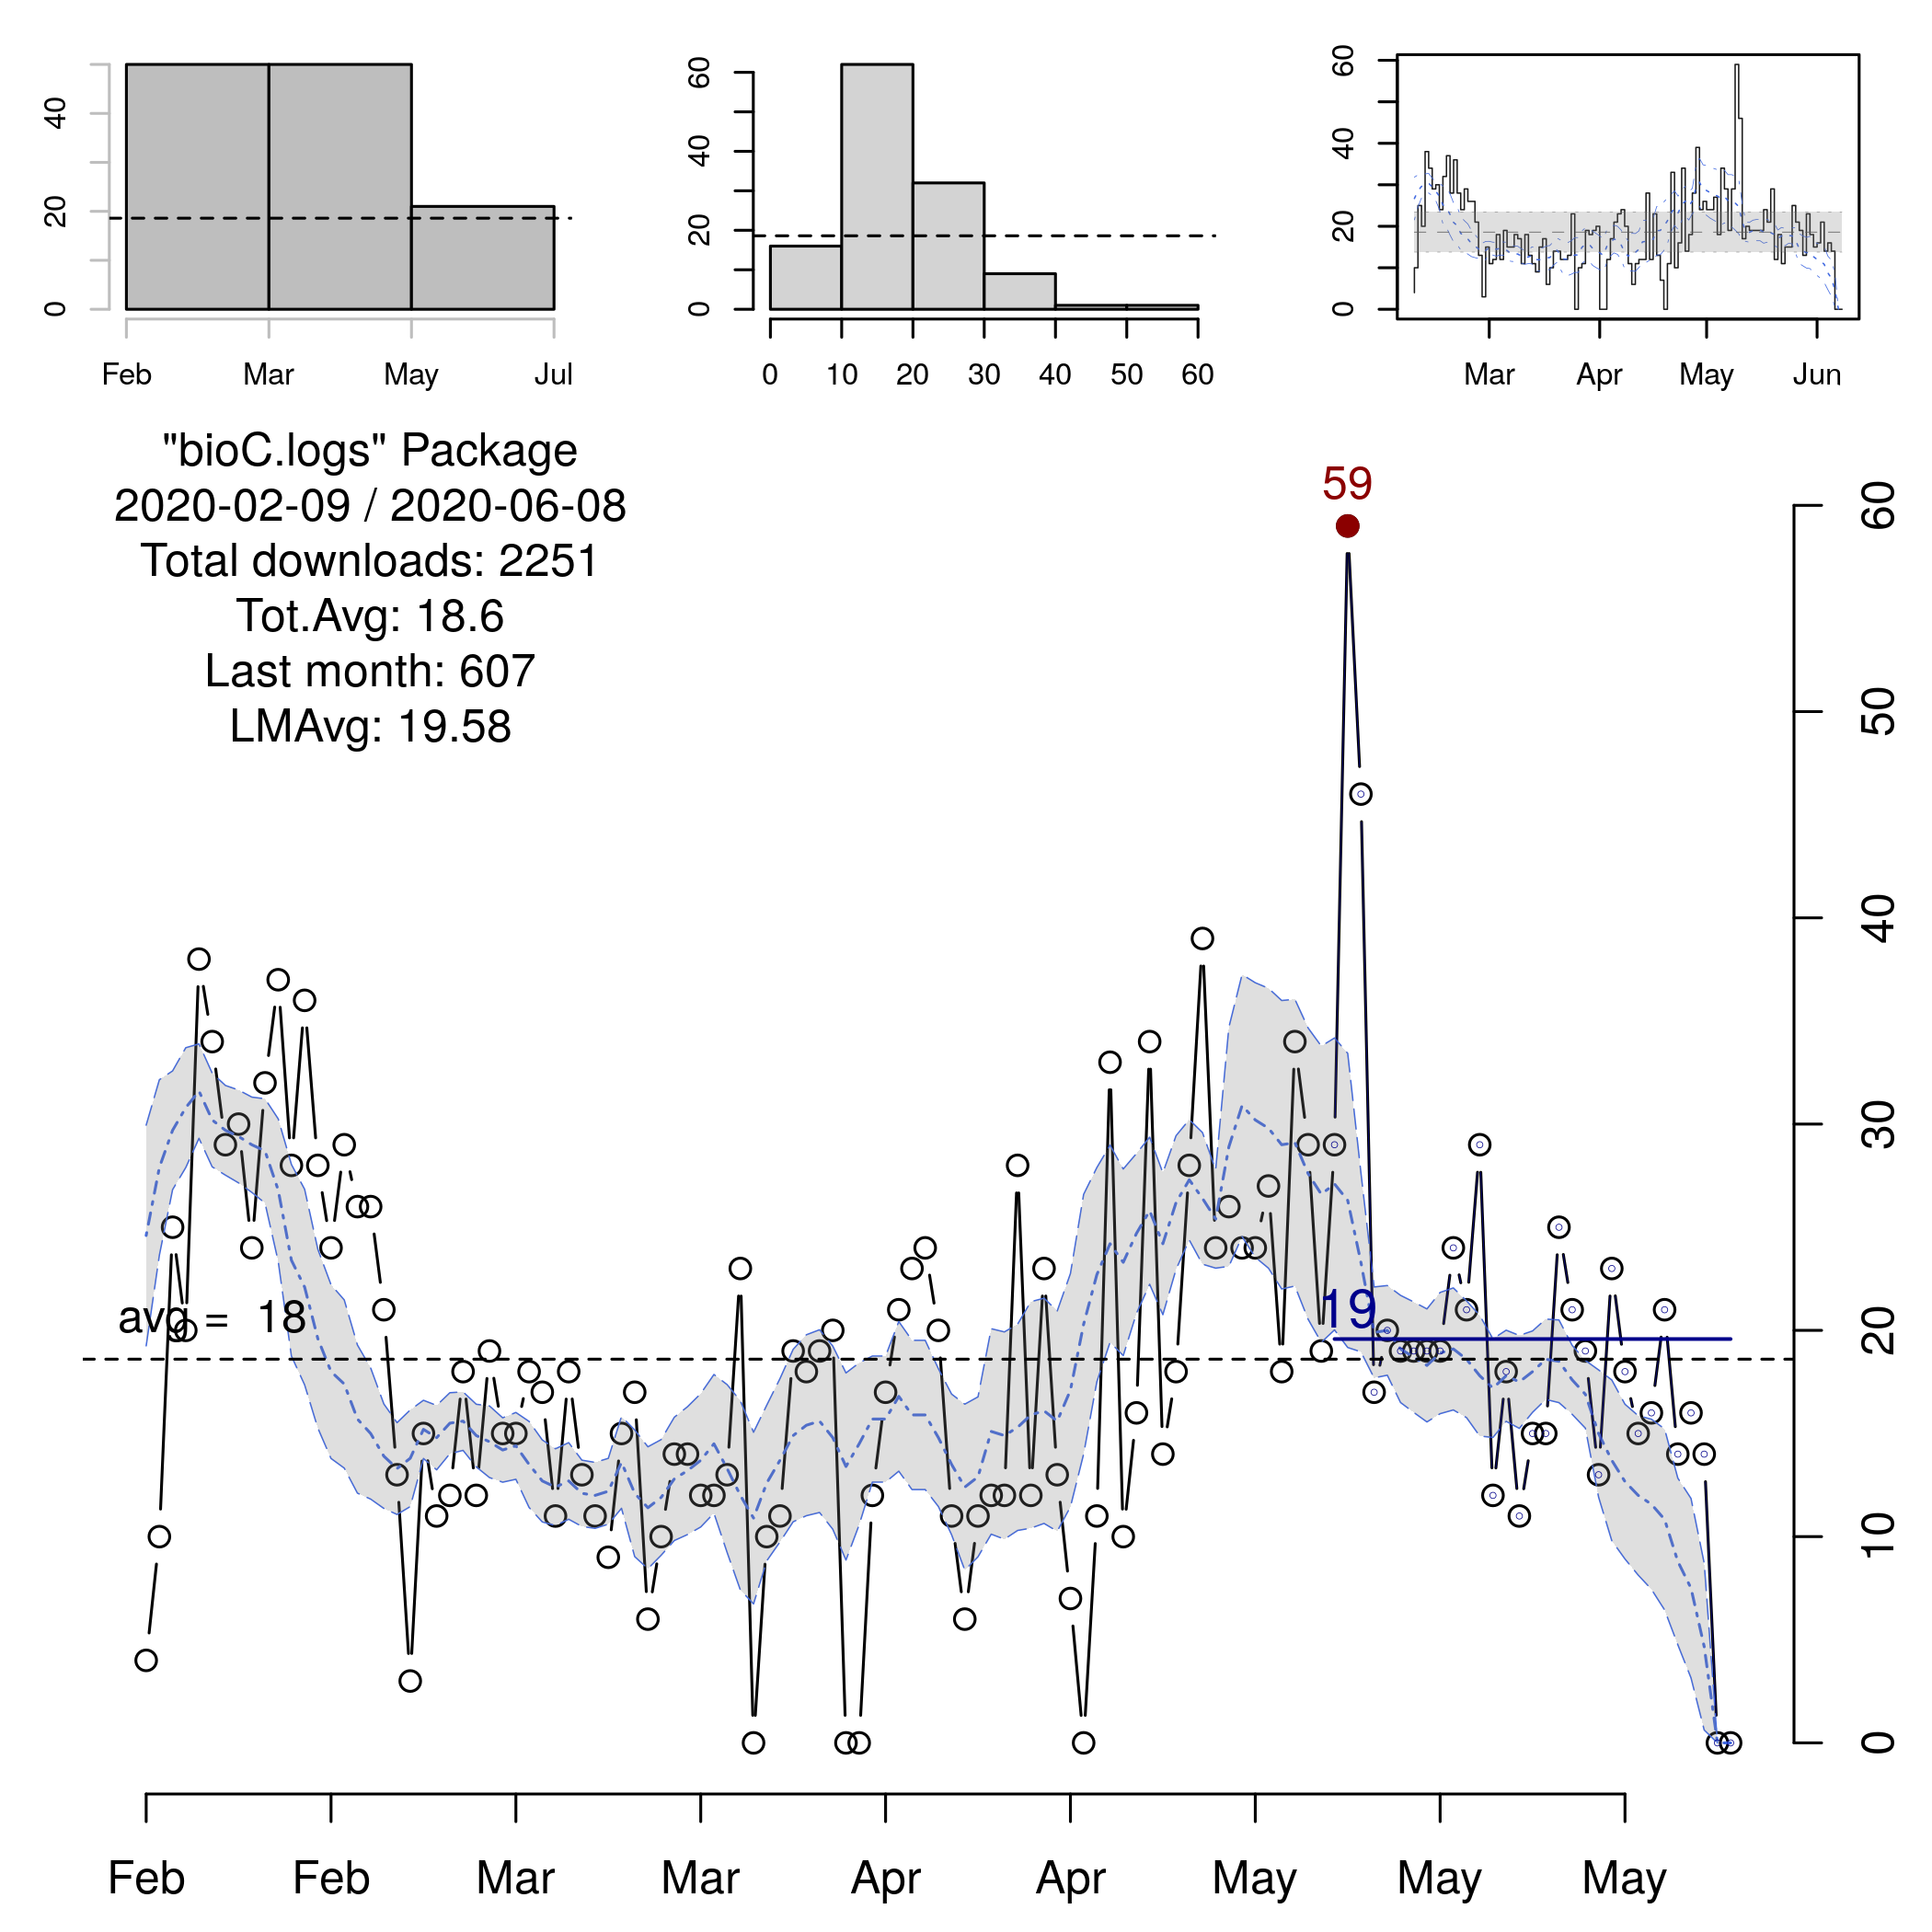 0 20 40
Feb Mar May Jul
0 20 40 60
0 10 20 30 40 50 60
0 20 40 60
Mar Apr May Jun
"bioC.logs" Package
2020-02-09 / 2020-06-08
Total downloads: 2251
Tot.Avg: 18.6
Last month: 607
LMAvg: 19.58
59
avg = 18
19
0 10 20 30 40 50 60
Feb Feb Mar Mar Apr Apr May May May